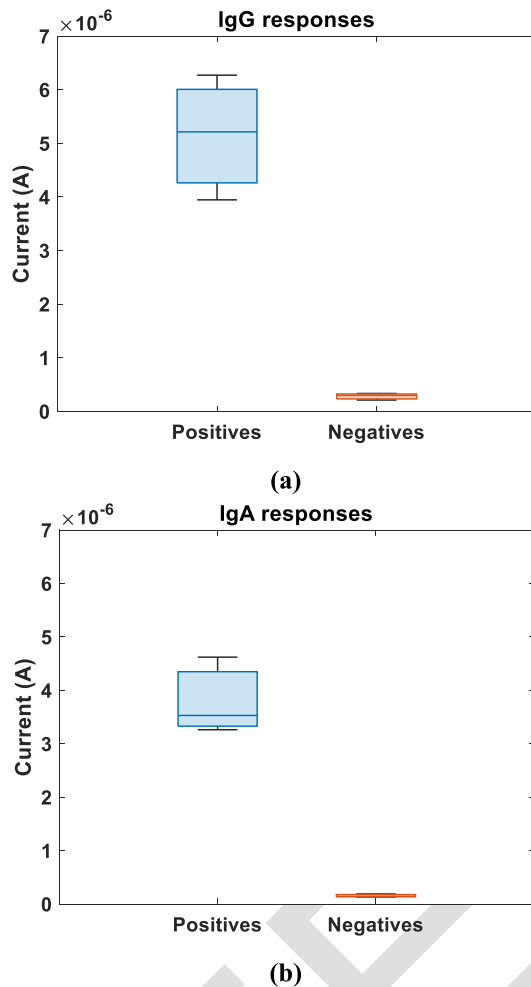 IgG responses
×10^-6
7
6
5
4
3
2
1
0
Current (A)
Positives Negatives
(a)
IgA responses
×10^-6
7
6
5
4
3
2
1
0
Current (A)
Positives Negatives
(b)